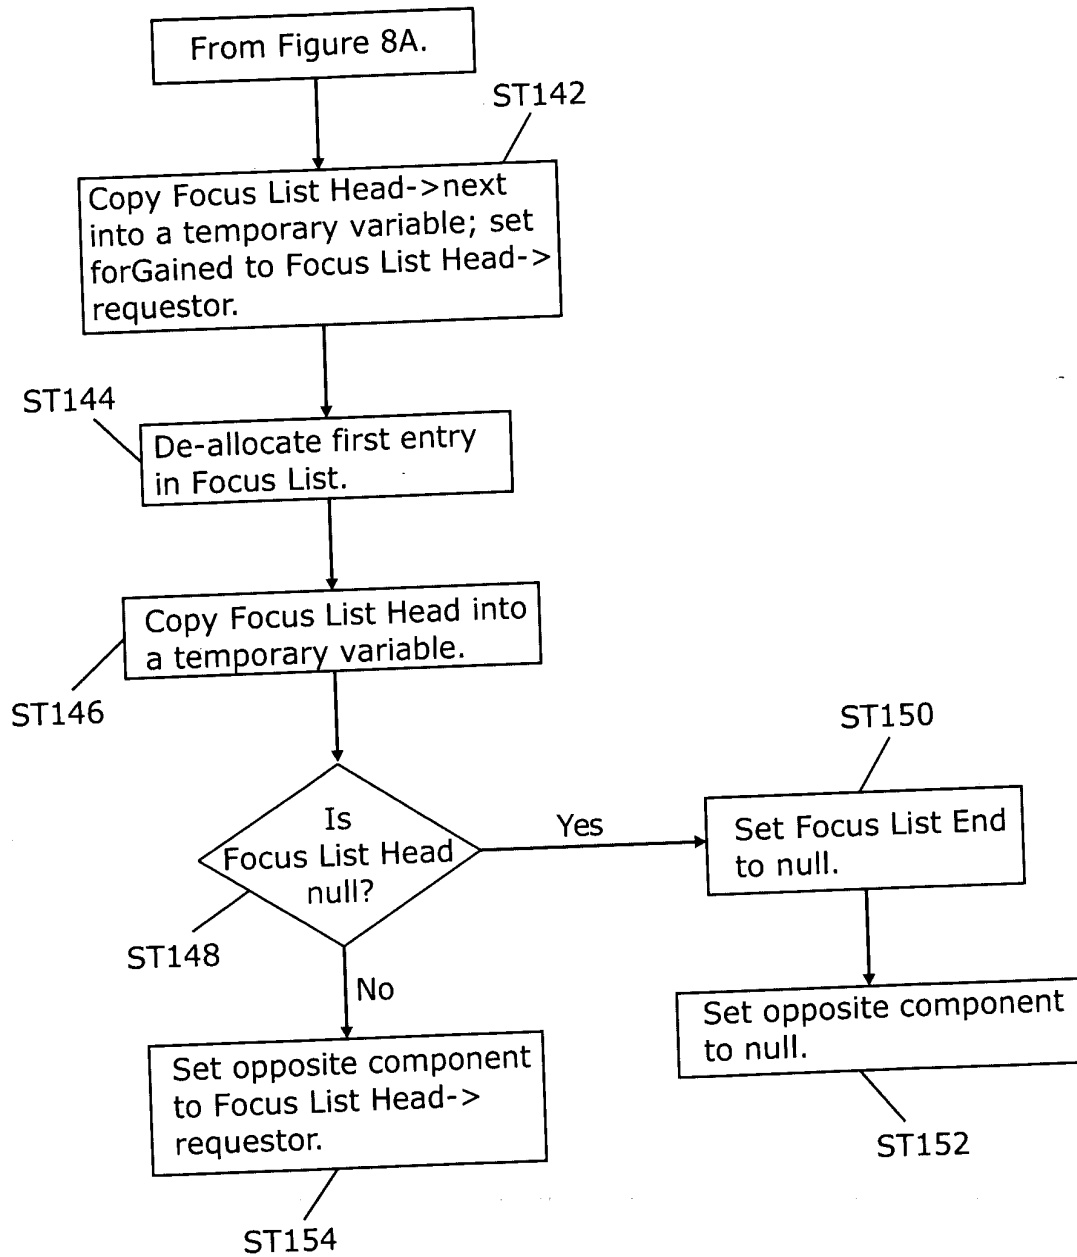 From Figure 8A.
ST142
Copy Focus List Head->next
into a temporary variable; set
forGained to Focus List Head->
requestor.
ST144
De-allocate first entry
in Focus List.
Copy Focus List Head into
a temporary variable.
ST146
Is
Focus List Head
null?
ST148
Yes
ST150
Set Focus List End
to null.
No
Set opposite component
to null.
ST152
Set opposite component
to Focus List Head->
requestor.
ST154